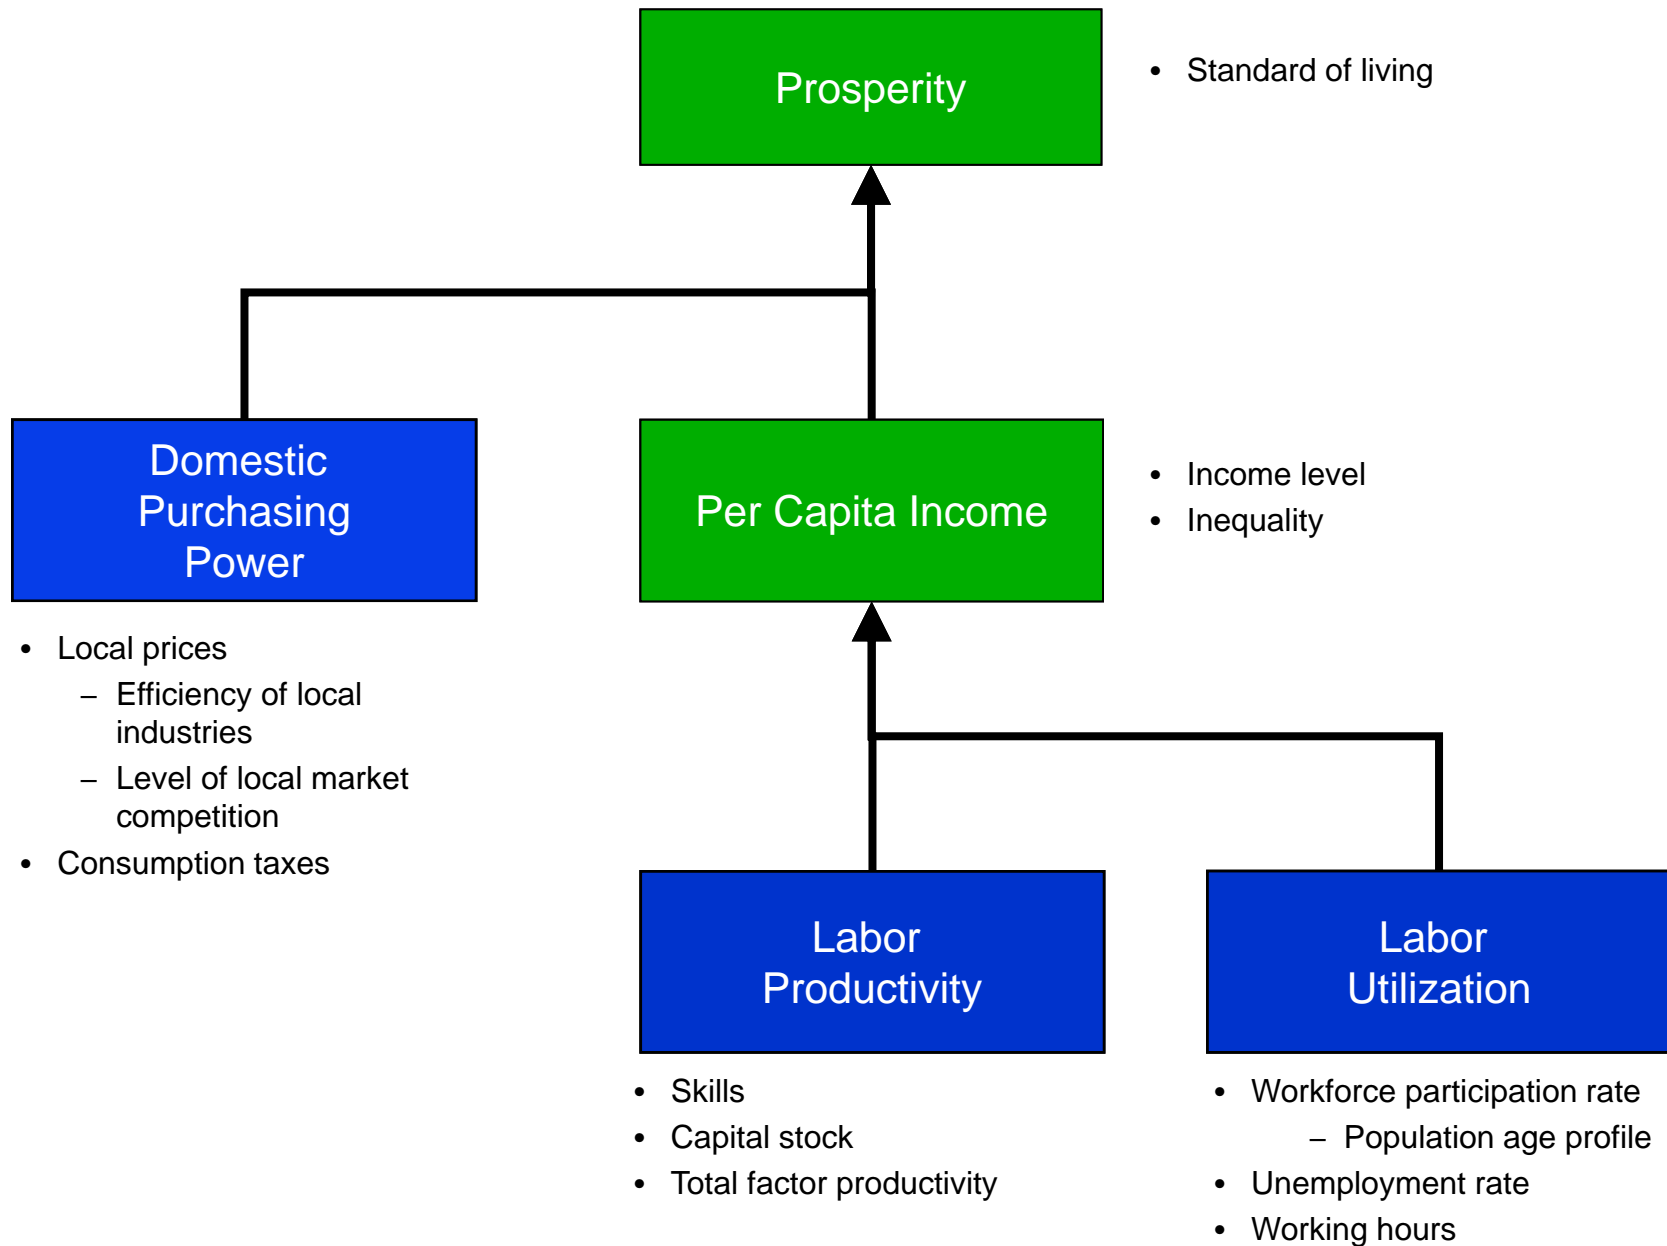 Prosperity
• Standard of living
Domestic
Purchasing
Power
Per Capita Income
• Income level
• Inequality
• Local prices
– Efficiency of local
industries
– Level of local market
competition
• Consumption taxes
Labor
Productivity
Labor
Utilization
• Skills
• Capital stock
• Total factor productivity
• Workforce participation rate
– Population age profile
• Unemployment rate
• Working hours